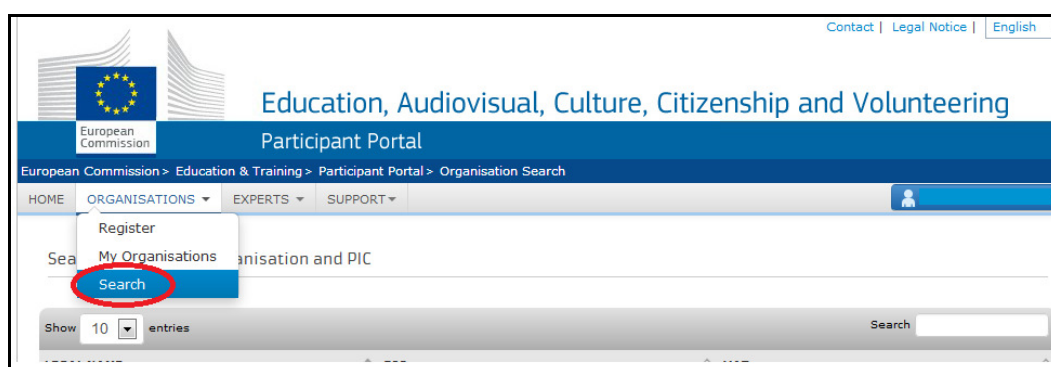 Contact | Legal Notice | English
Education, Audiovisual, Culture, Citizenship and Volunteering
European
Commission
Participant Portal
European Commission > Education & Training > Participant Portal > Organisation Search
HOME ORGANISATIONS EXPERTS SUPPORT
Register
My Organisations
Search
Sea anisation and PIC
Show 10 entries Search